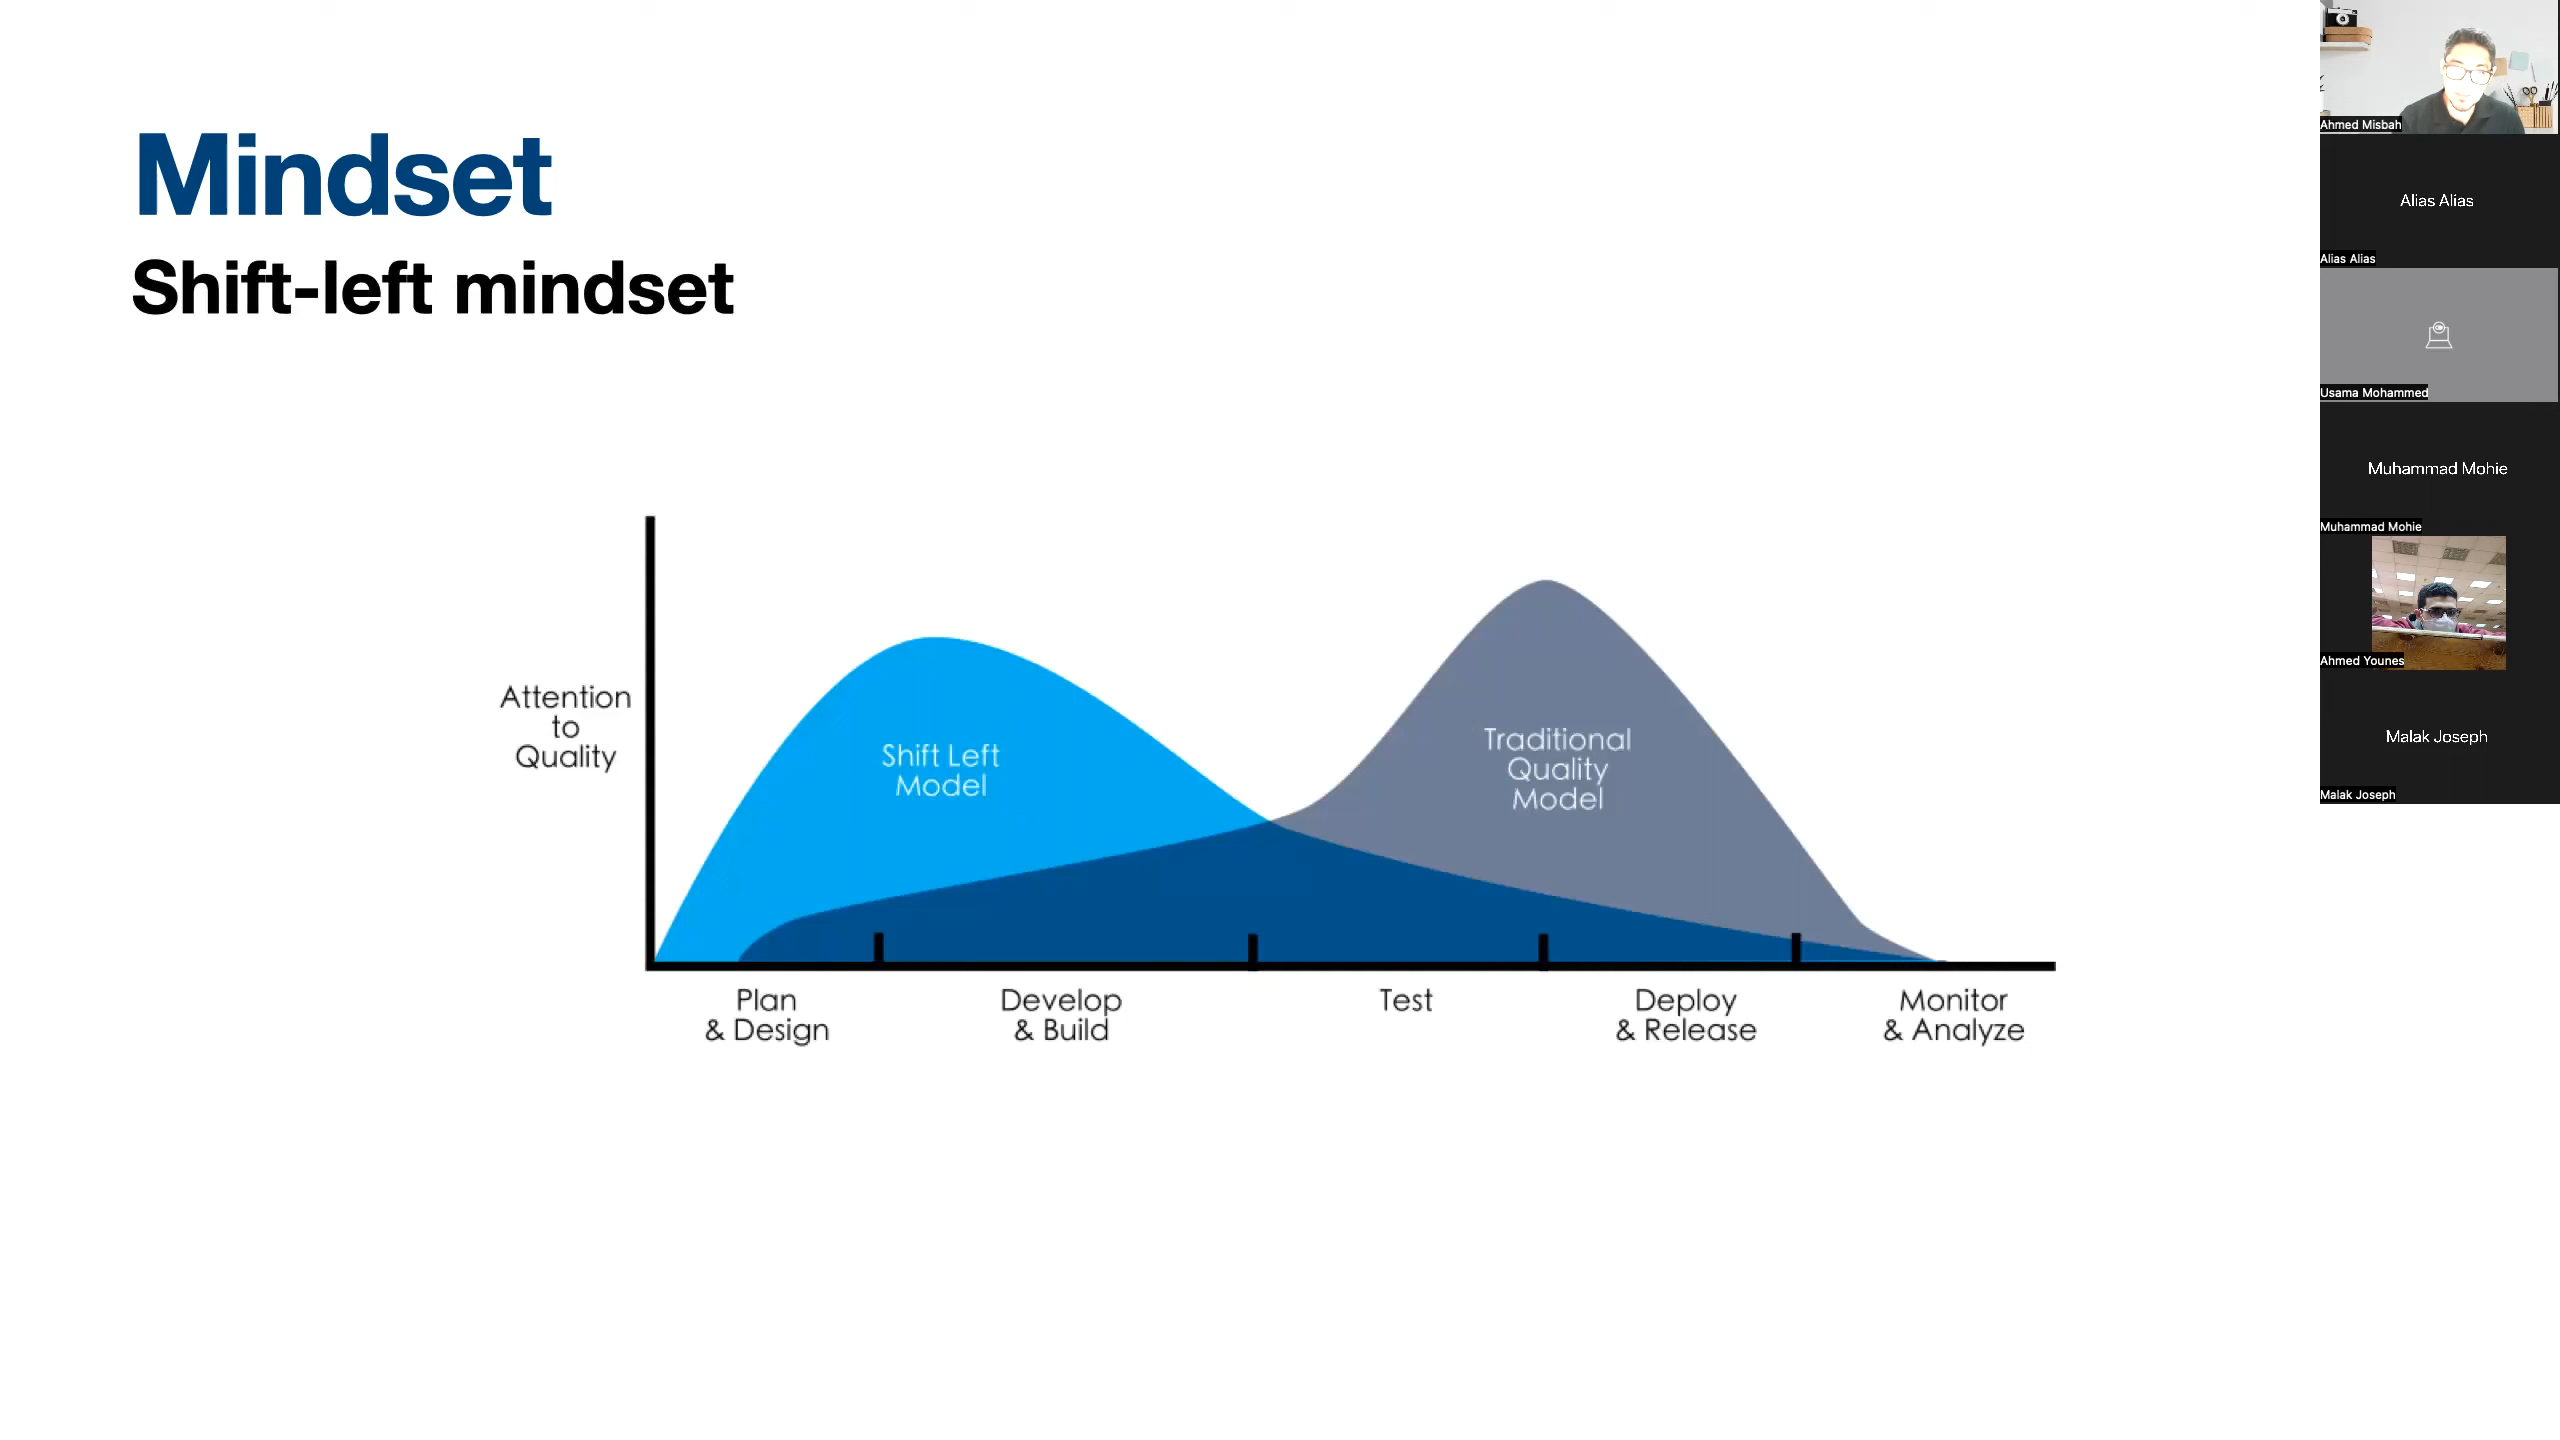 Mindset
Shift-left mindset
Attention
to
Quality
Shift Left
Model
Traditional
Quality
Model
Plan
& Design
Develop
& Build
Test
Deploy
& Release
Monitor
& Analyze
Ahmed Misbah
Alias Alias
Alias Alias
Usama Mohammed
Muhammad Mohie
Muhammad Mohie
Ahmed Younes
Malak Joseph
Malak Joseph